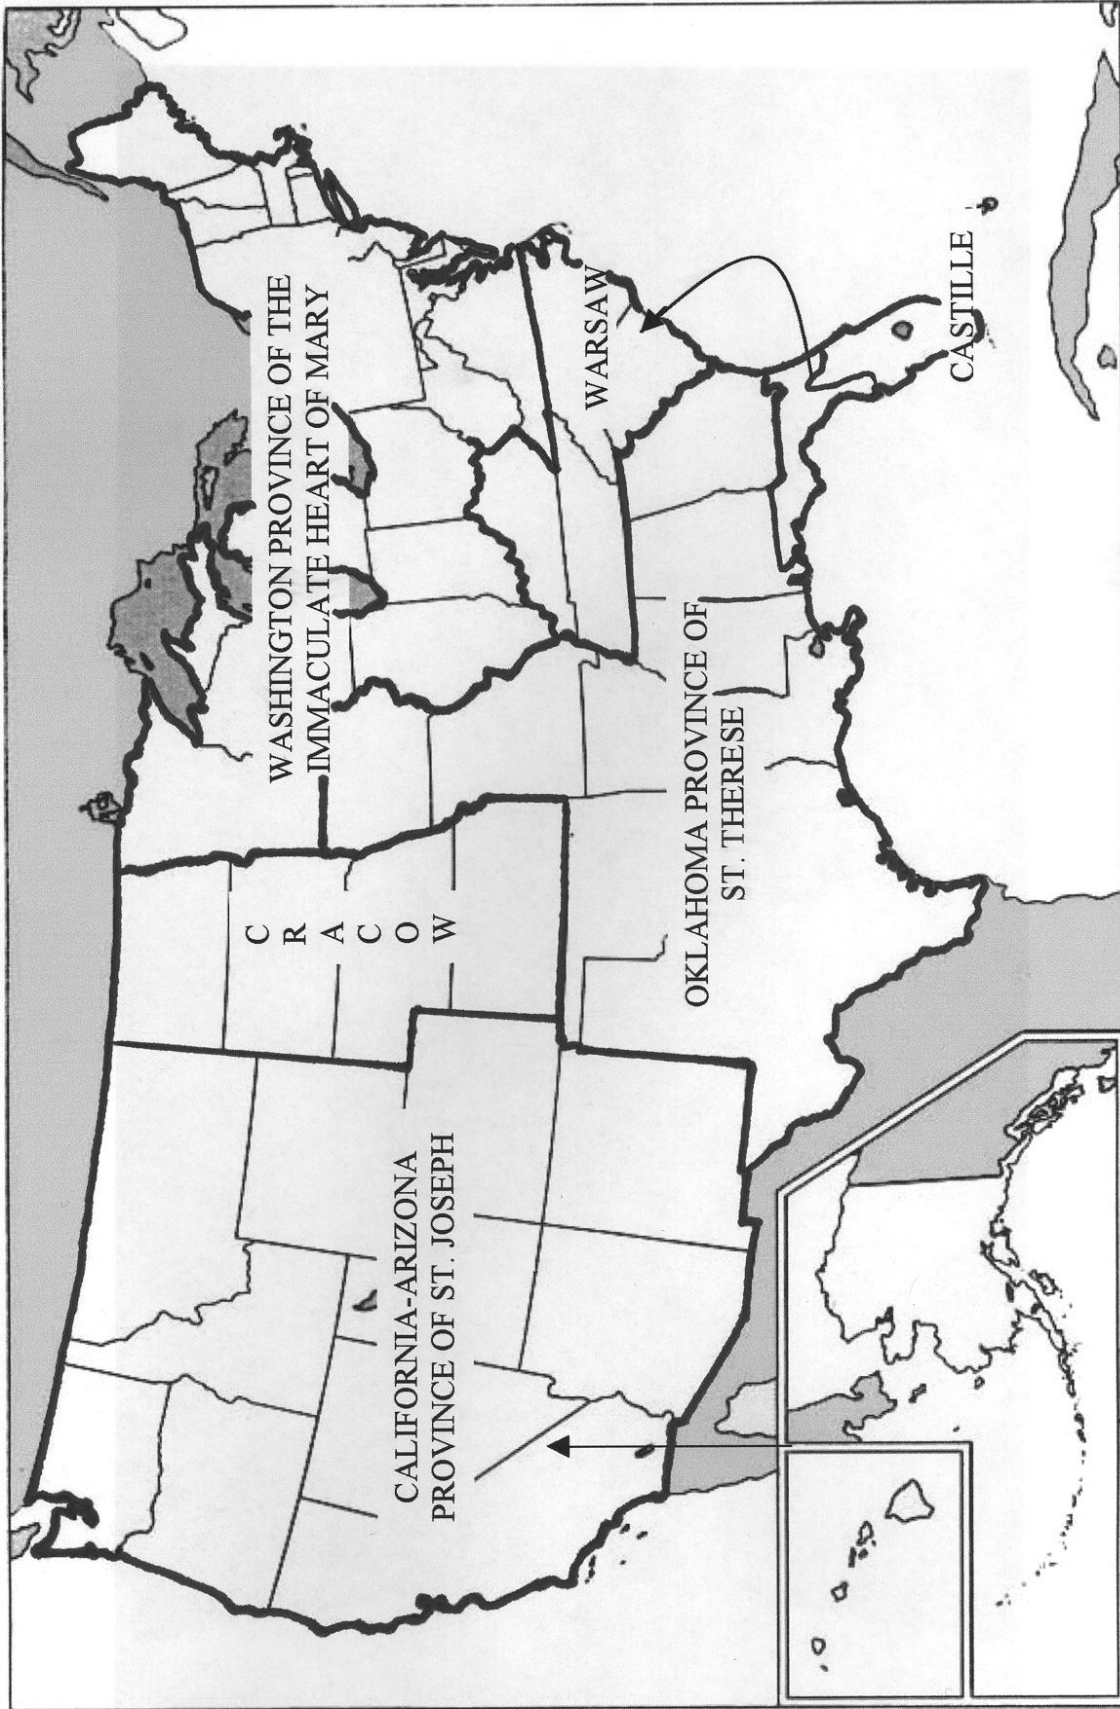 WASHINGTON PROVINCE OF THE
IMMACULATE HEART OF MARY
C
R
A
C
O
W
WARSAW
CALIFORNIA-ARIZONA
PROVINCE OF ST. JOSEPH
OKLAHOMA PROVINCE OF
ST. THERESE
CASTILLE